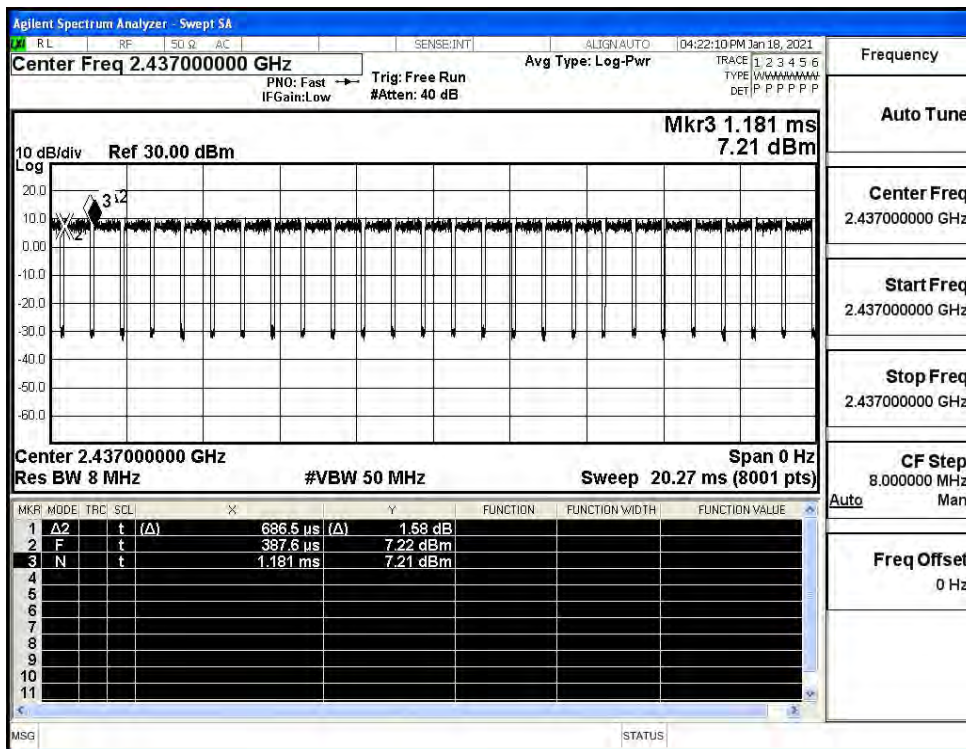 Agilent Spectrum Analyzer - Swept SA
LXI RL RF 50 Ω AC SENSE:INT ALIGN AUTO 04:22:10 PM Jan 18, 2021
Center Freq 2.437000000 GHz
PNO: Fast
IFGain:Low
Trig: Free Run
#Atten: 40 dB
Avg Type: Log-Pwr
TRACE 1 2 3 4 5 6
TYPE WWWWWW
DET P P P P P P
Mkr3 1.181 ms
7.21 dBm
10 dB/div Ref 30.00 dBm
Log
20.0
10.0
0.00
-10.0
-20.0
-30.0
-40.0
-50.0
-60.0
3
2
Center 2.437000000 GHz Span 0 Hz
Res BW 8 MHz #VBW 50 MHz Sweep 20.27 ms (8001 pts)
MKR MODE TRC SCL X Y FUNCTION FUNCTION WIDTH FUNCTION VALUE
1 Δ2 t (Δ) 686.5 µs (Δ) 1.58 dB
2 F t 387.6 µs 7.22 dBm
3 N t 1.181 ms 7.21 dBm
4
5
6
7
8
9
10
11
MSG STATUS
Frequency
Auto Tune
Center Freq
2.437000000 GHz
Start Freq
2.437000000 GHz
Stop Freq
2.437000000 GHz
CF Step
8.000000 MHz
Auto Man
Freq Offset
0 Hz